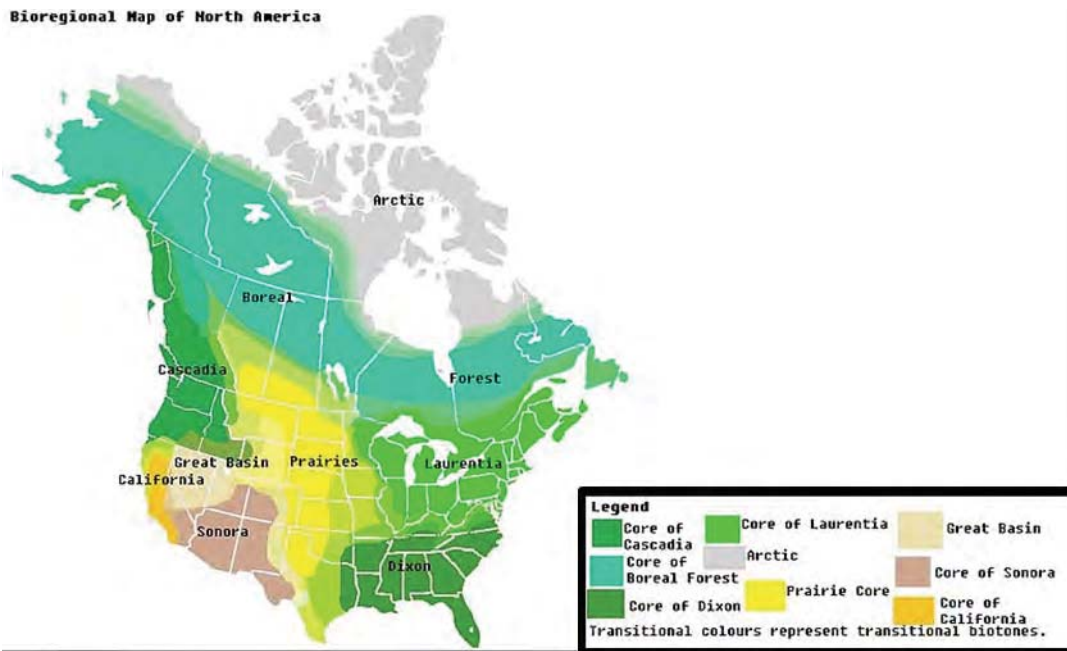 Bioregional Map of North America
Arctic
Boreal
Cascadia
Forest
Great Basin
Prairies
Laurentia
California
Sonora
Dixon
Legend
Core of
Cascadia
Core of Laurentia
Great Basin
Arctic
Core of
Boreal Forest
Core of Sonora
Prairie Core
Core of Dixon
Core of
California
Transitional colours represent transitional biotones.